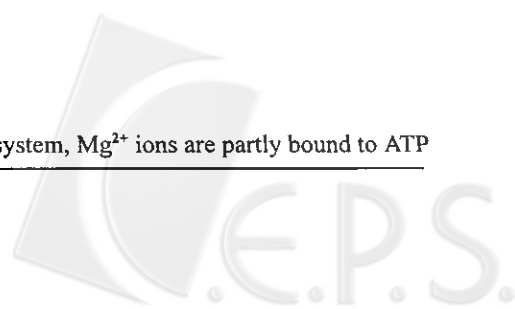 system, Mg²⁺ ions are partly bound to ATP
C.E.P.S.